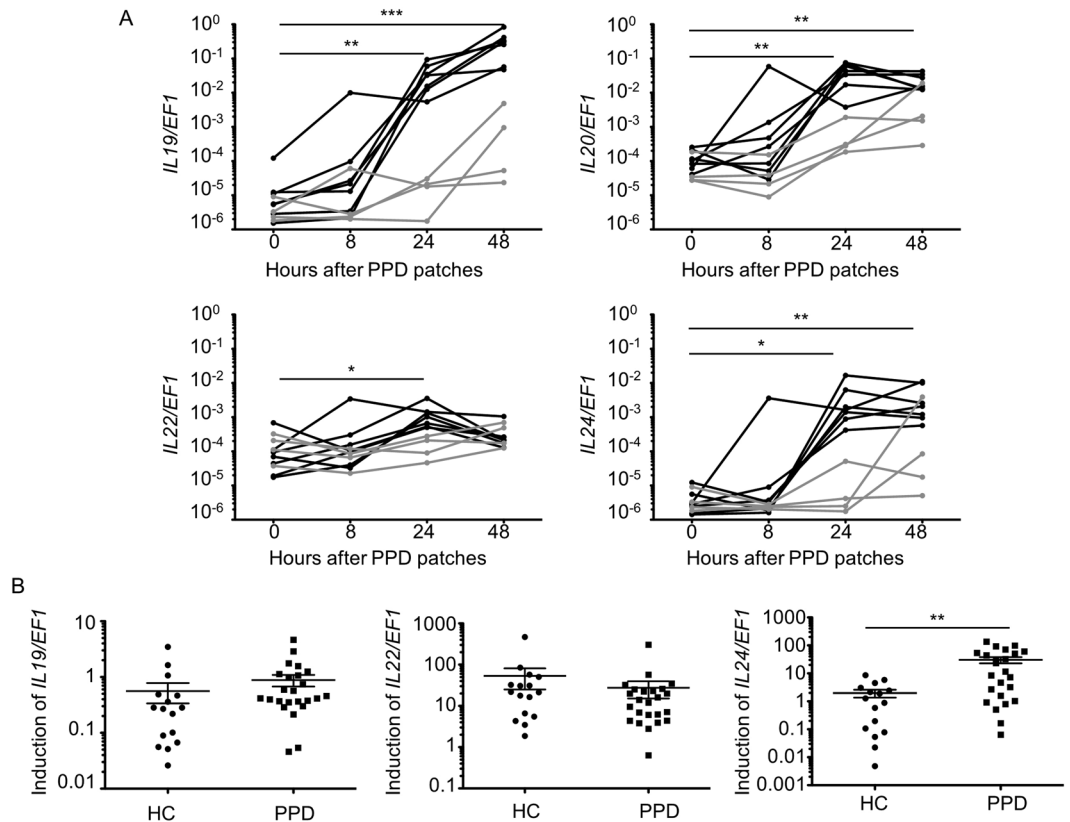 A
***
**
10⁰
10⁻¹
10⁻²
10⁻³
10⁻⁴
10⁻⁵
10⁻⁶
IL19/EF1
0 8 24 48
Hours after PPD patches
**
**
10⁰
10⁻¹
10⁻²
10⁻³
10⁻⁴
10⁻⁵
10⁻⁶
IL20/EF1
0 8 24 48
Hours after PPD patches
*
10⁰
10⁻¹
10⁻²
10⁻³
10⁻⁴
10⁻⁵
10⁻⁶
IL22/EF1
0 8 24 48
Hours after PPD patches
**
*
10⁰
10⁻¹
10⁻²
10⁻³
10⁻⁴
10⁻⁵
10⁻⁶
IL24/EF1
0 8 24 48
Hours after PPD patches
B
10
1
0.1
0.01
Induction of IL19/EF1
HC PPD
1000
100
10
1
0.1
Induction of IL22/EF1
HC PPD
**
1000
100
10
1
0.1
0.01
0.001
Induction of IL24/EF1
HC PPD